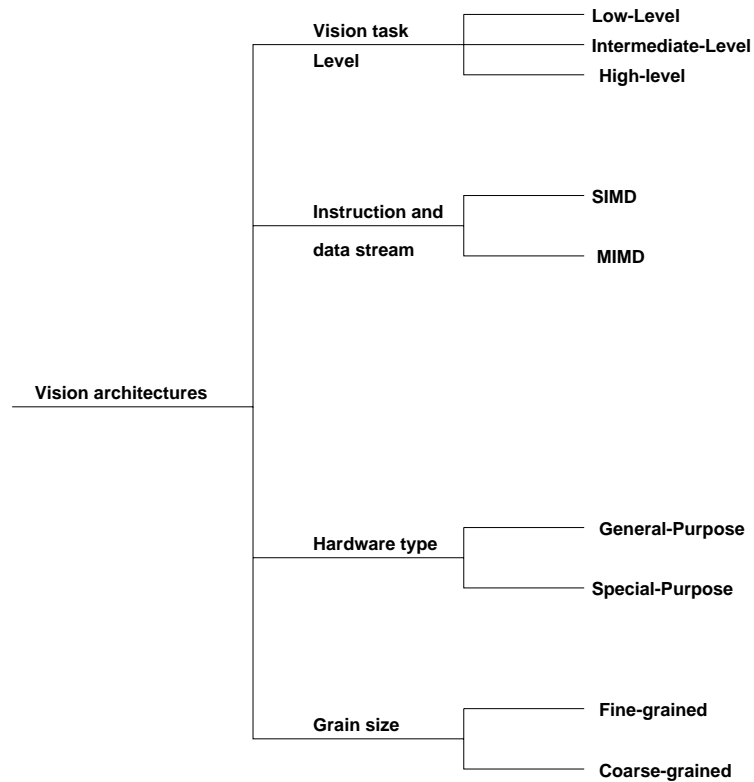 Vision architectures
Vision task
Level
Low-Level
Intermediate-Level
High-level
Instruction and
data stream
SIMD
MIMD
Hardware type
General-Purpose
Special-Purpose
Grain size
Fine-grained
Coarse-grained